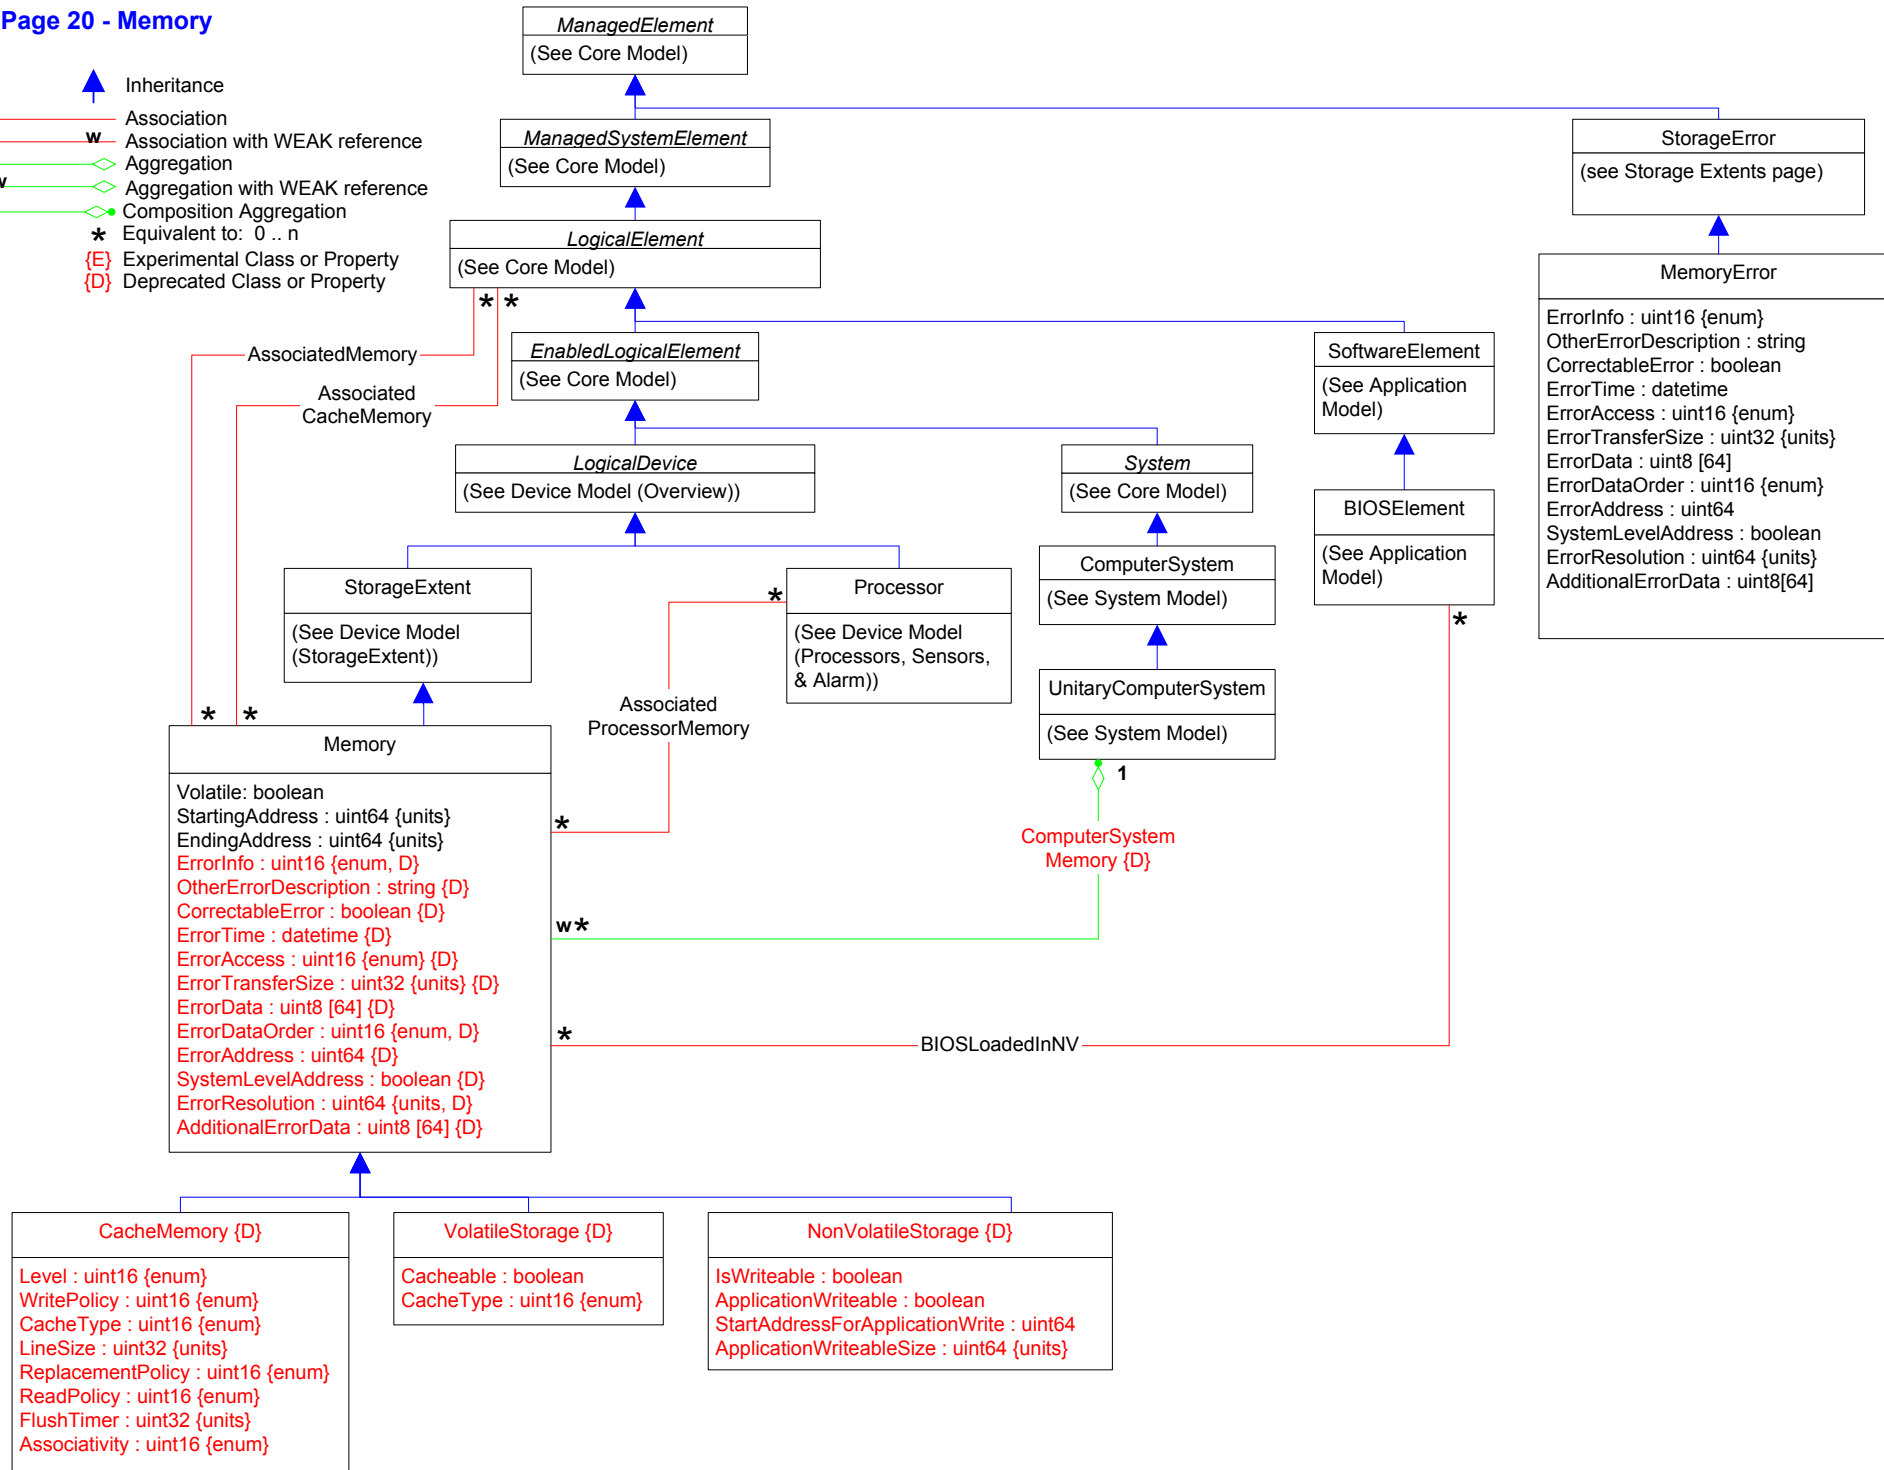 Page 20 - Memory
Inheritance
Association
w
Association with WEAK reference
Aggregation
w
Aggregation with WEAK reference
Composition Aggregation
* Equivalent to: 0 .. n
{E} Experimental Class or Property
{D} Deprecated Class or Property
ManagedElement
(See Core Model)
ManagedSystemElement
(See Core Model)
StorageError
(see Storage Extents page)
LogicalElement
(See Core Model)
* *
MemoryError
ErrorInfo : uint16 {enum}
OtherErrorDescription : string
CorrectableError : boolean
ErrorTime : datetime
ErrorAccess : uint16 {enum}
ErrorTransferSize : uint32 {units}
ErrorData : uint8 [64]
ErrorDataOrder : uint16 {enum}
ErrorAddress : uint64
SystemLevelAddress : boolean
ErrorResolution : uint64 {units}
AdditionalErrorData : uint8[64]
AssociatedMemory
Associated
CacheMemory
EnabledLogicalElement
(See Core Model)
SoftwareElement
(See Application
Model)
LogicalDevice
(See Device Model (Overview))
System
(See Core Model)
BIOSElement
(See Application
Model)
*
StorageExtent
(See Device Model
(StorageExtent))
*
Processor
(See Device Model
(Processors, Sensors,
& Alarm))
ComputerSystem
(See System Model)
UnitaryComputerSystem
(See System Model)
1
Associated
ProcessorMemory
* *
Memory
Volatile: boolean
StartingAddress : uint64 {units}
EndingAddress : uint64 {units}
ErrorInfo : uint16 {enum, D}
OtherErrorDescription : string {D}
CorrectableError : boolean {D}
ErrorTime : datetime {D}
ErrorAccess : uint16 {enum} {D}
ErrorTransferSize : uint32 {units} {D}
ErrorData : uint8 [64] {D}
ErrorDataOrder : uint16 {enum, D}
ErrorAddress : uint64 {D}
SystemLevelAddress : boolean {D}
ErrorResolution : uint64 {units, D}
AdditionalErrorData : uint8 [64] {D}
*
ComputerSystem
Memory {D}
w*
*
BIOSLoadedInNV
CacheMemory {D}
Level : uint16 {enum}
WritePolicy : uint16 {enum}
CacheType : uint16 {enum}
LineSize : uint32 {units}
ReplacementPolicy : uint16 {enum}
ReadPolicy : uint16 {enum}
FlushTimer : uint32 {units}
Associativity : uint16 {enum}
VolatileStorage {D}
Cacheable : boolean
CacheType : uint16 {enum}
NonVolatileStorage {D}
IsWriteable : boolean
ApplicationWriteable : boolean
StartAddressForApplicationWrite : uint64
ApplicationWriteableSize : uint64 {units}